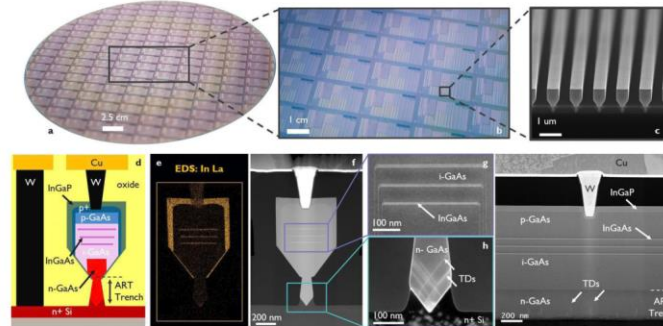 2.5 cm
a
1 cm
b
1 um
c
Cu
d
W
W
oxide
InGaP
p+
p-GaAs
i-GaAs
InGaAs
n-GaAs
ART
Trench
n+ Si
e
EDS: In La
f
200 nm
g
i-GaAs
InGaAs
100 nm
h
n- GaAs
TDs
100 nm
n+ Si
Cu
W
InGaP
p-GaAs
InGaAs
i-GaAs
TDs
n-GaAs
ART
200 nm